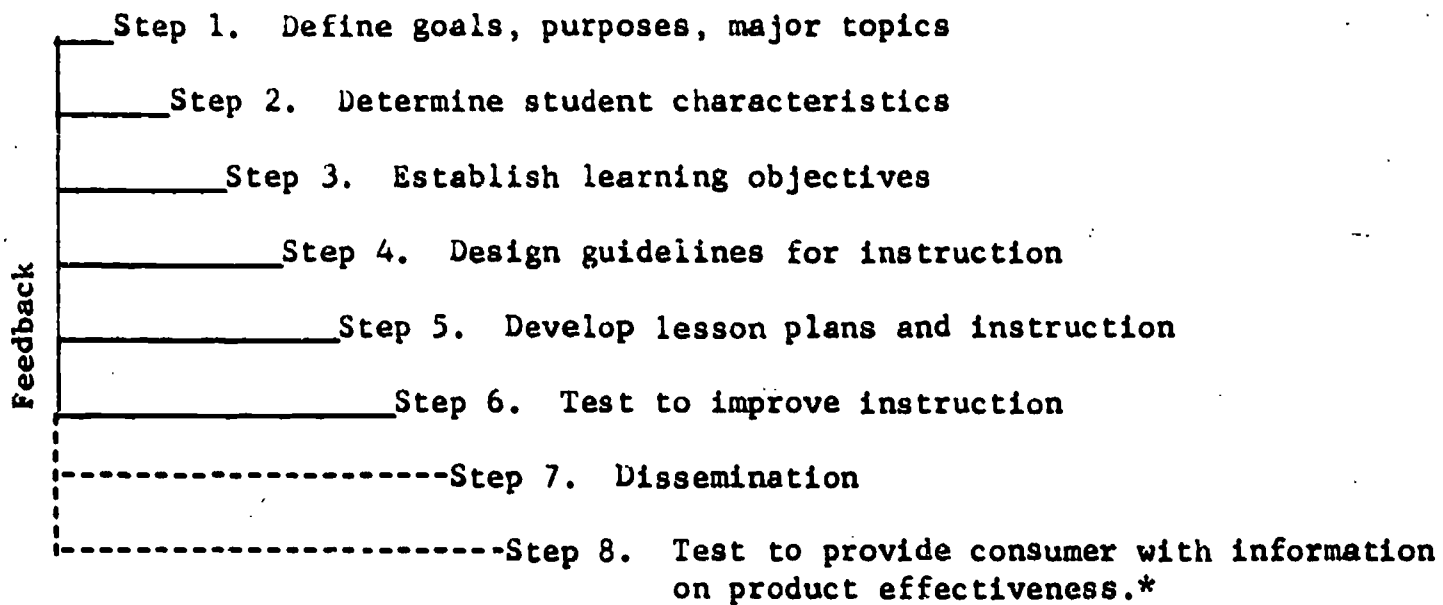 Step 1. Define goals, purposes, major topics
Step 2. Determine student characteristics
Step 3. Establish learning objectives
Step 4. Design guidelines for instruction
Feedback
Step 5. Develop lesson plans and instruction
Step 6. Test to improve instruction
Step 7. Dissemination
Step 8. Test to provide consumer with information
on product effectiveness.*